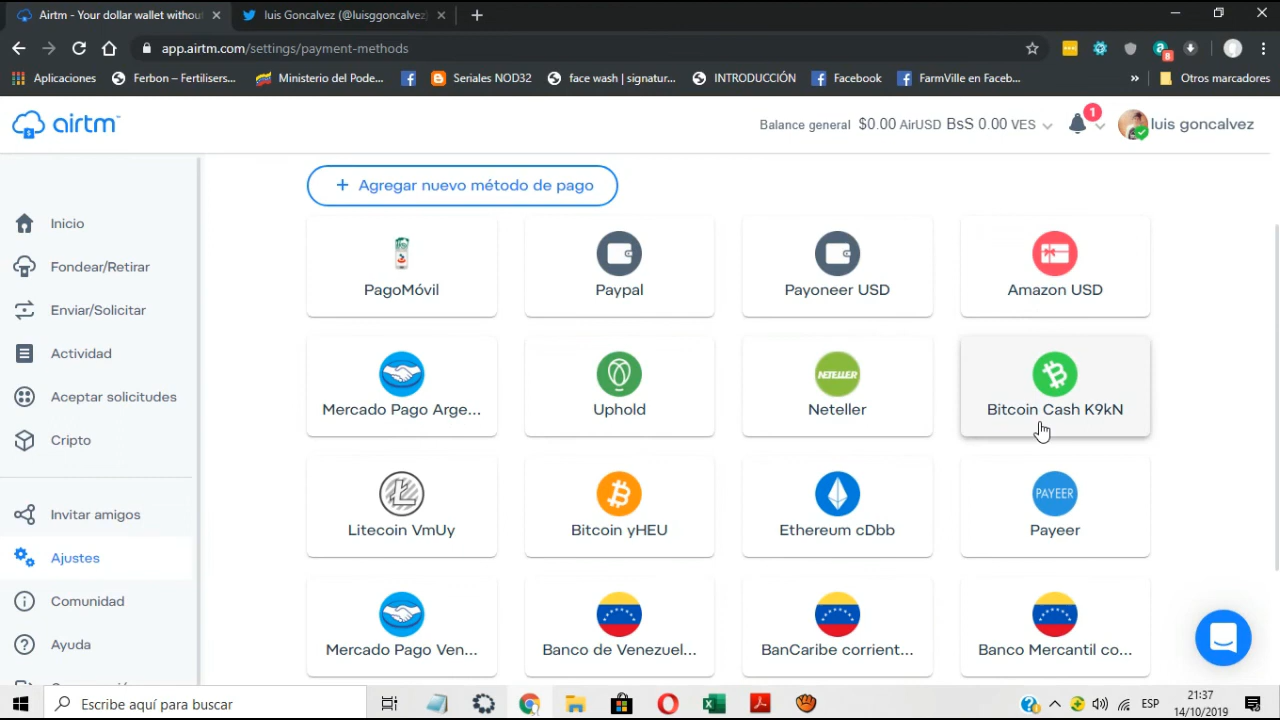 Airtm - Your dollar wallet without
luis Goncalvez (@luisggoncalvez)
app.airtm.com/settings/payment-methods
8
Aplicaciones
Ferbon – Fertilisers...
Ministerio del Pode...
Seriales NOD32
face wash | signatur...
INTRODUCCIÓN
Facebook
FarmVille en Faceb...
»
Otros marcadores
airtm
Balance general $0.00 AirUSD BsS 0.00 VES
1
luis goncalvez
Inicio
Fondear/Retirar
Enviar/Solicitar
Actividad
Aceptar solicitudes
Cripto
Invitar amigos
Ajustes
Comunidad
Ayuda
+ Agregar nuevo método de pago
PagoMóvil
Paypal
Payoneer USD
Amazon USD
Mercado Pago Arge...
Uphold
NETELLER
Neteller
Bitcoin Cash K9kN
Litecoin VmUy
Bitcoin yHEU
Ethereum cDbb
PAYEER
Payeer
Mercado Pago Ven...
Banco de Venezuel...
BanCaribe corrient...
Banco Mercantil co...
Escribe aquí para buscar
ESP
21:37
14/10/2019